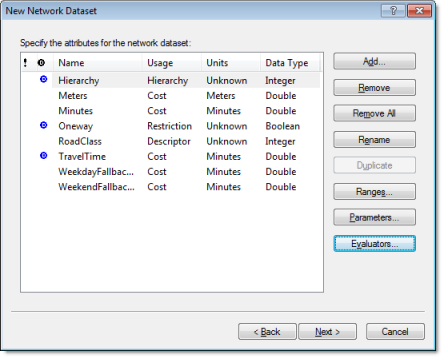 New Network Dataset
Specify the attributes for the network dataset:
! Name Usage Units Data Type
Hierarchy Hierarchy Unknown Integer
Meters Cost Meters Double
Minutes Cost Minutes Double
Oneway Restriction Unknown Boolean
RoadClass Descriptor Unknown Integer
TravelTime Cost Minutes Double
WeekdayFallbac... Cost Minutes Double
WeekendFallbac... Cost Minutes Double
Add...
Remove
Remove All
Rename
Duplicate
Ranges...
Parameters...
Evaluators...
< Back Next > Cancel